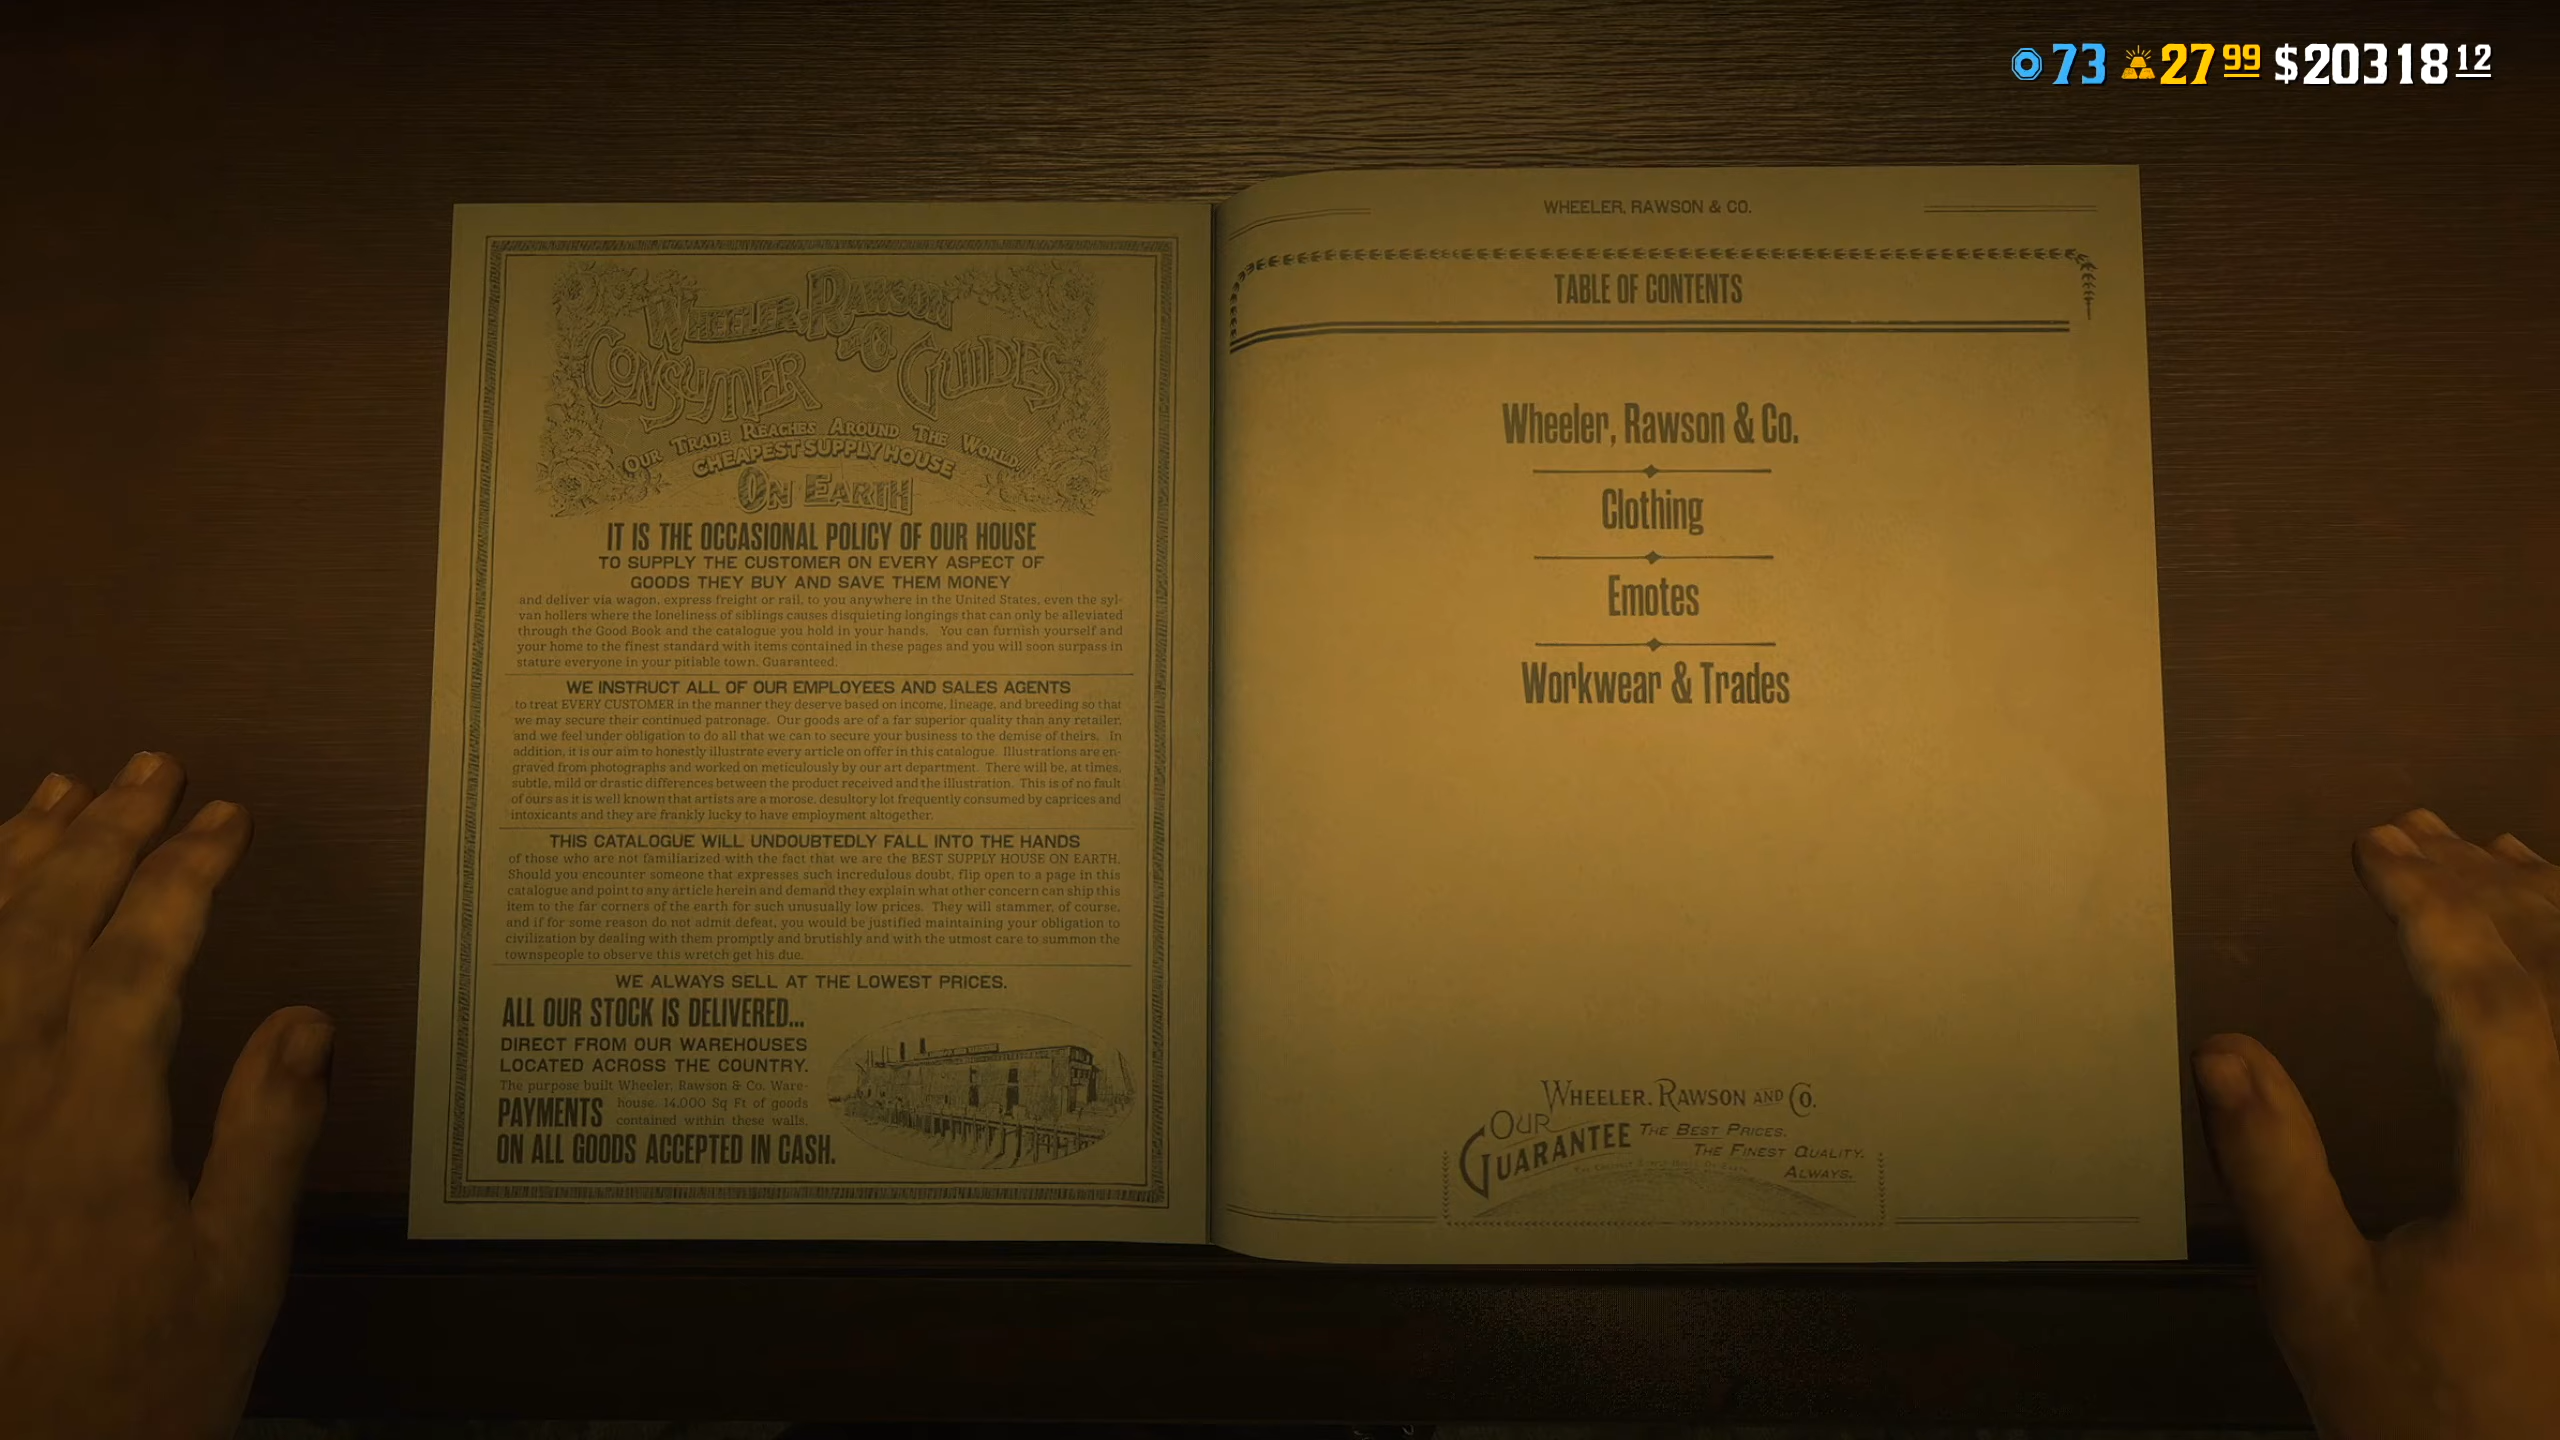 73 27 99 $20318 12
WHEELER, RAWSON & CO.
CONSUMER GUIDES
OUR TRADE REACHES AROUND THE WORLD.
CHEAPEST SUPPLY HOUSE
ON EARTH
IT IS THE OCCASIONAL POLICY OF OUR HOUSE
TO SUPPLY THE CUSTOMER ON EVERY ASPECT OF
GOODS THEY BUY AND SAVE THEM MONEY
and deliver via wagon, express freight or rail, to you anywhere in the United States, even the syl-
van hollers where the loneliness of siblings causes disquieting longings that can only be alleviated
through the Good Book and the catalogue you hold in your hands. You can furnish yourself and
your home to the finest standard with items contained in these pages and you will soon surpass in
stature everyone in your pitiable town. Guaranteed.
WE INSTRUCT ALL OF OUR EMPLOYEES AND SALES AGENTS
to treat EVERY CUSTOMER in the manner they deserve based on income, lineage, and breeding so that
we may secure their continued patronage. Our goods are of a far superior quality than any retailer,
and we feel under obligation to do all that we can to secure your business to the demise of theirs. In
addition, it is our aim to honestly illustrate every article on offer in this catalogue. Illustrations are en-
graved from photographs and worked on meticulously by our art department. There will be, at times,
subtle, mild or drastic differences between the product received and the illustration. This is of no fault
of ours as it is well known that artists are a morose, desultory lot frequently consumed by caprices and
intoxicants and they are frankly lucky to have employment altogether.
THIS CATALOGUE WILL UNDOUBTEDLY FALL INTO THE HANDS
of those who are not familiarized with the fact that we are the BEST SUPPLY HOUSE ON EARTH.
Should you encounter someone that expresses such incredulous doubt, flip open to a page in this
catalogue and point to any article herein and demand they explain what other concern can ship this
item to the far corners of the earth for such unusually low prices. They will stammer, of course,
and if for some reason do not admit defeat, you would be justified maintaining your obligation to
civilization by dealing with them promptly and brutishly and with the utmost care to summon the
townspeople to observe this wretch get his due.
WE ALWAYS SELL AT THE LOWEST PRICES.
ALL OUR STOCK IS DELIVERED...
DIRECT FROM OUR WAREHOUSES
LOCATED ACROSS THE COUNTRY.
The purpose built Wheeler, Rawson & Co. Ware-
house. 14,000 Sq Ft of goods
contained within these walls.
PAYMENTS
ON ALL GOODS ACCEPTED IN CASH.
WHEELER, RAWSON & CO.
TABLE OF CONTENTS
Wheeler, Rawson & Co.
Clothing
Emotes
Workwear & Trades
WHEELER, RAWSON AND CO.
OUR GUARANTEE
THE BEST PRICES.
THE FINEST QUALITY.
ALWAYS.